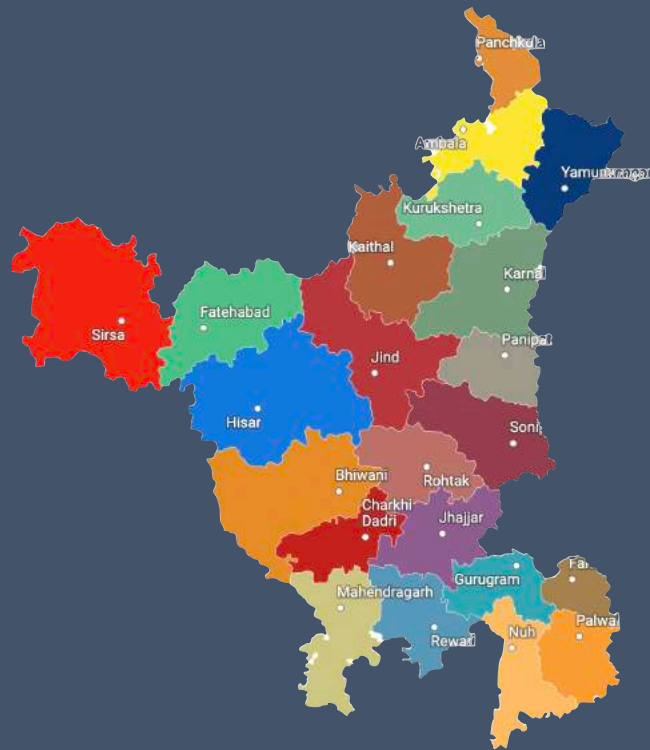 Panchkula
Ambala
Yamunanagar
Kurukshetra
Kaithal
Karnal
Fatehabad
Sirsa
Panipat
Jind
Hisar
Soni
Bhiwani
Rohtak
Charkhi
Dadri
Jhajjar
Gurugram
Mahendragarh
Nuh
Palwal
Rewari